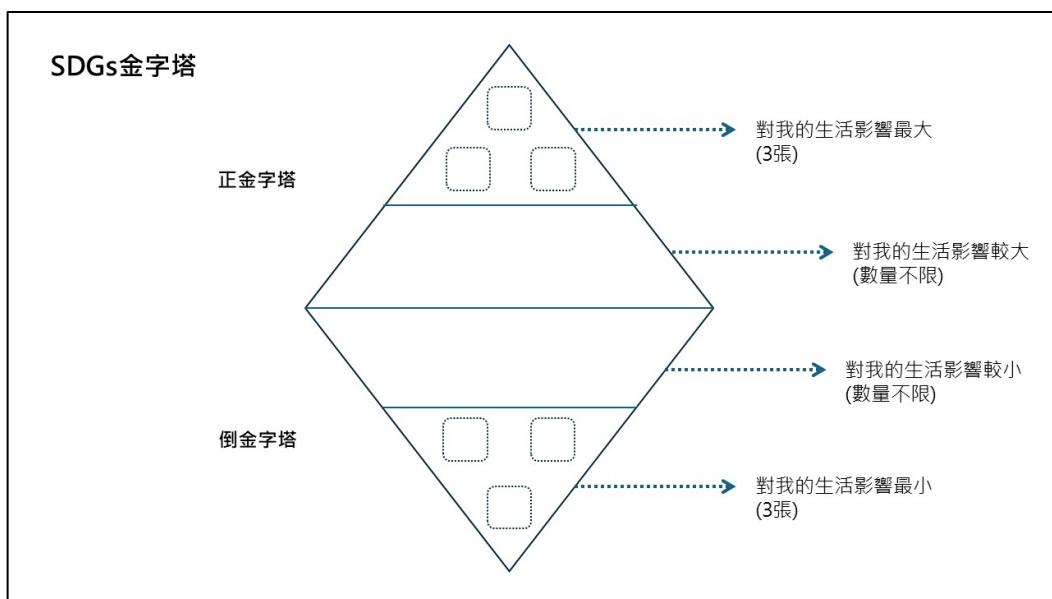 SDGs金字塔
對我的生活影響最大
(3張)
正金字塔
對我的生活影響較大
(數量不限)
對我的生活影響較小
(數量不限)
倒金字塔
對我的生活影響最小
(3張)